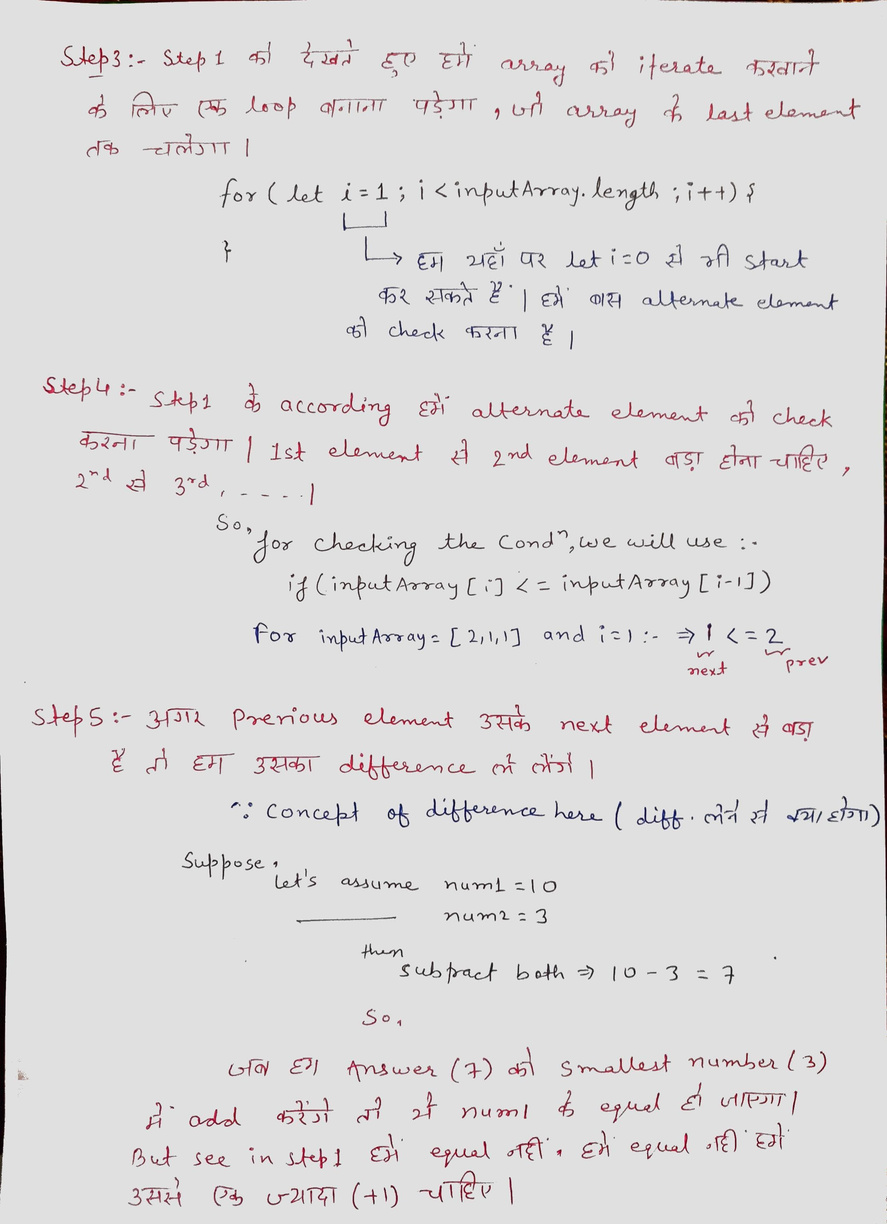 Step3:- Step 1 को देखते हुए हमें array को iterate करवाने
के लिए एक loop बनाना पड़ेगा, जो array के last element
तक चलेगा।
for ( let i = 1 ; i < inputArray.length ; i++) {
}
↳ हम यहाँ पर let i=0 से भी start
कर सकते हैं। हमें बास alternate element
को check करना है।
Step4 :- Step1 के according हमें alternate element को check
करना पड़ेगा। 1st element से 2nd element बड़ा होना चाहिए,
2nd से 3rd, - - - - -।
So,
for checking the Condⁿ, we will use :-
if ( inputArray [ i ] <= inputArray [ i-1 ])
For inputArray = [ 2,1,1] and i=1 :- ⇒ 1 <= 2
next prev
Step5 :- अगर Previous element उसके next element से बड़ा
है तो हम उसका difference ले लेंगे।
∵ Concept of difference here ( diff. लेने से क्या होगा)
Suppose,
let's assume num1 = 10
num2 = 3
then
subtract both ⇒ 10 - 3 = 7
So,
जब हम Answer (7) को Smallest number (3)
में add करेंगे तो ये num1 के equal हो जाएगा।
But see in step1 हमें equal नहीं, हमें equal नहीं हमें
उससे एक ज्यादा (+1) चाहिए।